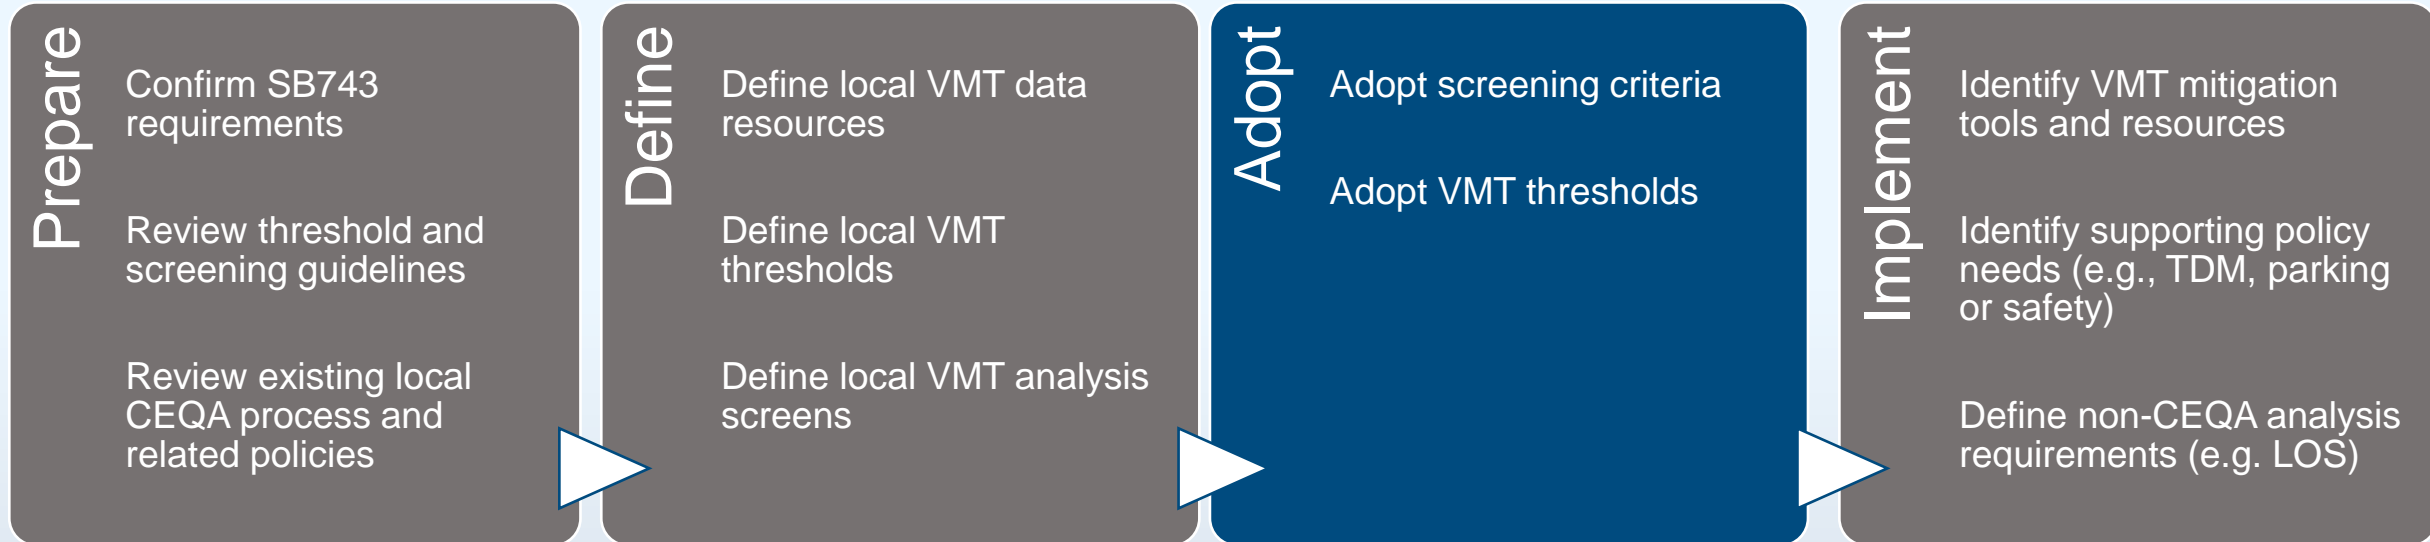 Prepare
Confirm SB743
requirements
Review threshold and
screening guidelines
Review existing local
CEQA process and
related policies
Define
Define local VMT data
resources
Define local VMT
thresholds
Define local VMT analysis
screens
Adopt
Adopt screening criteria
Adopt VMT thresholds
Implement
Identify VMT mitigation
tools and resources
Identify supporting policy
needs (e.g., TDM, parking
or safety)
Define non-CEQA analysis
requirements (e.g. LOS)